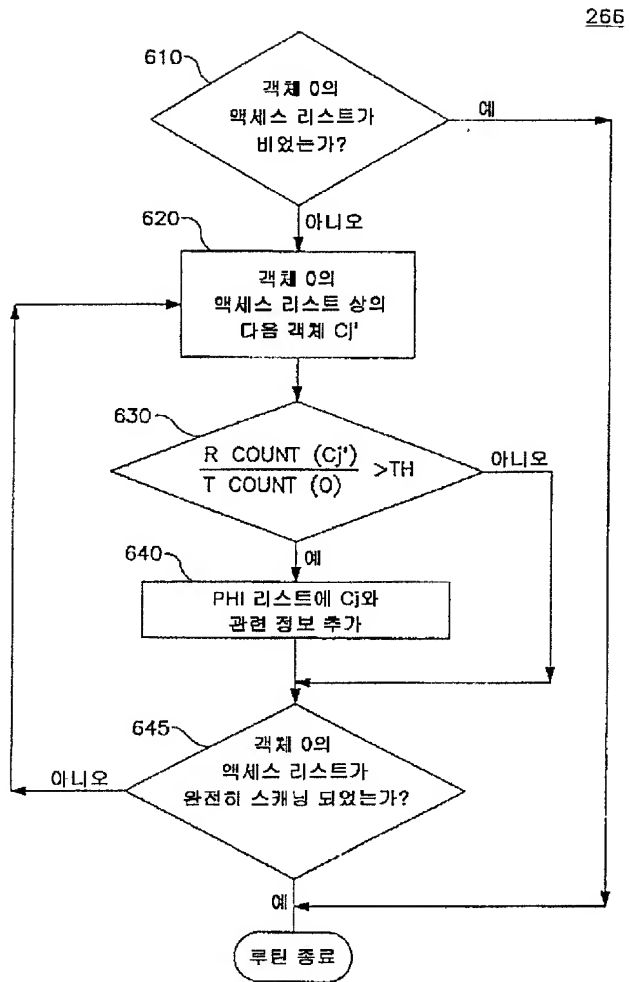 266
610
객체 0의
액세스 리스트가
비었는가?
예
아니오
620
객체 0의
액세스 리스트 상의
다음 객체 Cj'
630
R COUNT (Cj')
T COUNT (O)
>TH
아니오
예
640
PHI 리스트에 Cj와
관련 정보 추가
645
객체 0의
액세스 리스트가
완전히 스캐닝 되었는가?
아니오
예
루틴 종료